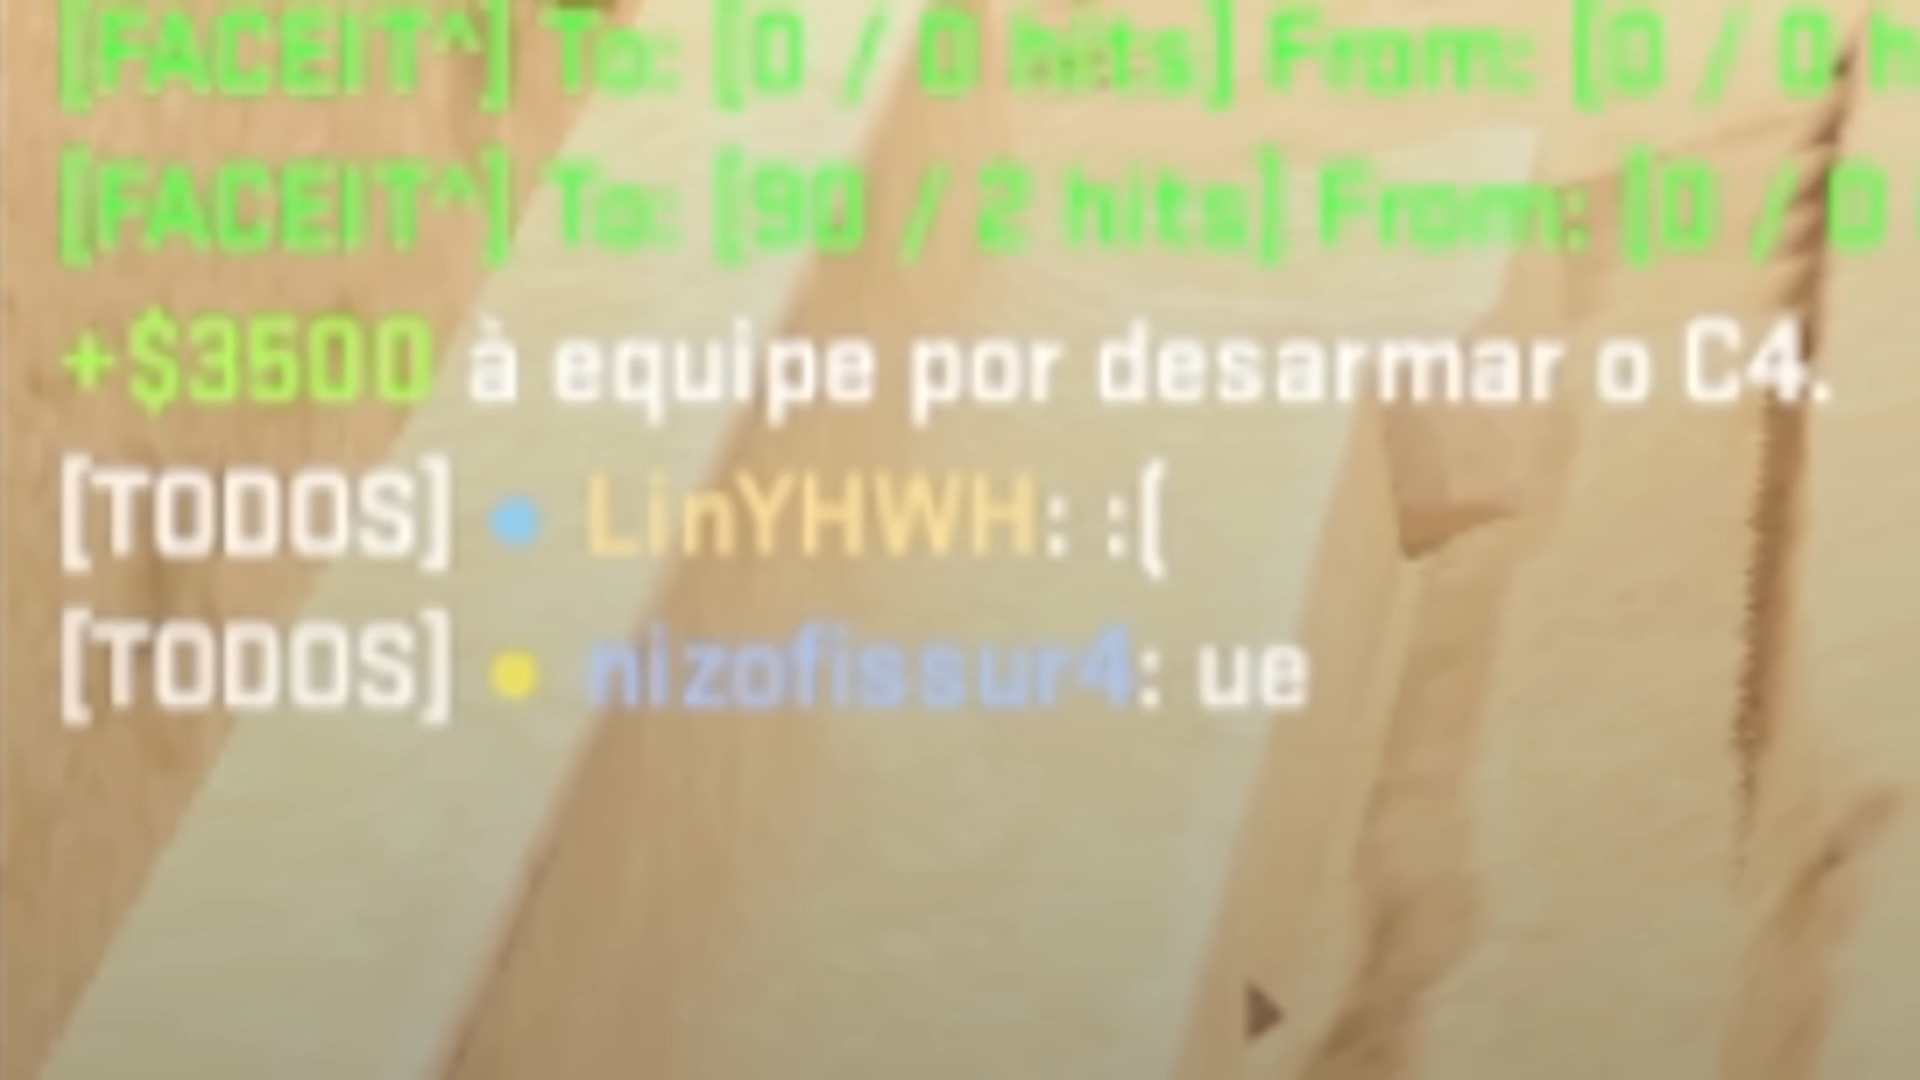 [FACEIT^] To: [0 / 0 hits] From: [0 / 0 h
[FACEIT^] To: [90 / 2 hits] From: [0 / 0
+$3500 à equipe por desarmar o C4.
[TODOS] • LinYHWH: :(
[TODOS] • nizofissur4: ue